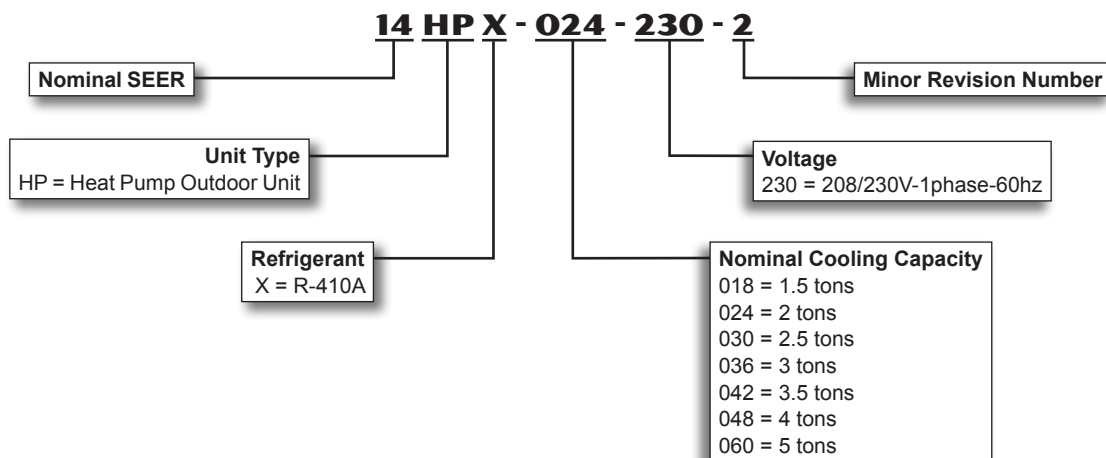 14 HP X - 024 - 230 - 2
Nominal SEER
Minor Revision Number
Unit Type
HP = Heat Pump Outdoor Unit
Voltage
230 = 208/230V-1phase-60hz
Refrigerant
X = R-410A
Nominal Cooling Capacity
018 = 1.5 tons
024 = 2 tons
030 = 2.5 tons
036 = 3 tons
042 = 3.5 tons
048 = 4 tons
060 = 5 tons